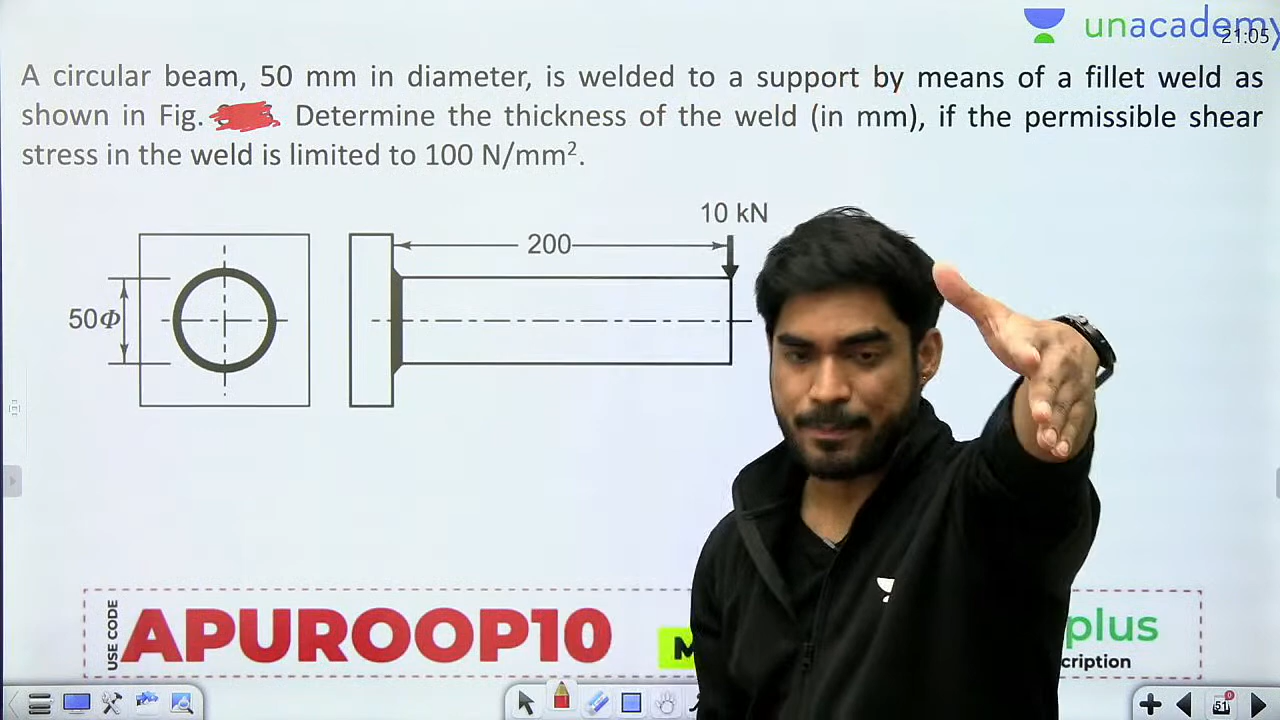 unacademy
21:05
A circular beam, 50 mm in diameter, is welded to a support by means of a fillet weld as
shown in Fig. Determine the thickness of the weld (in mm), if the permissible shear
stress in the weld is limited to 100 N/mm².
10 kN
200
50Φ
USE CODE
APUROOP10
plus
cription
51